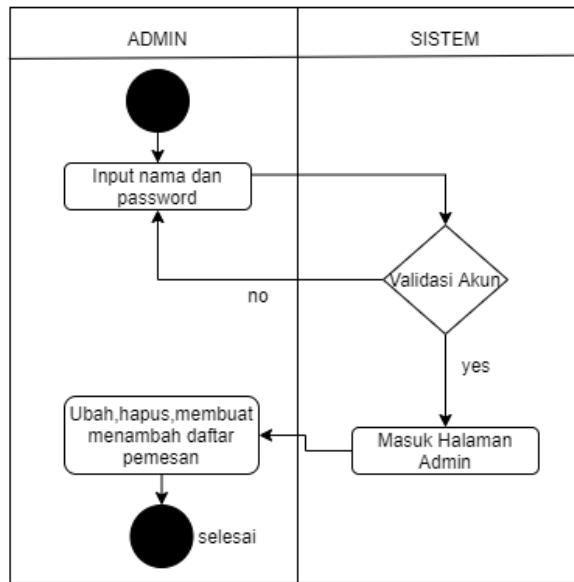 ADMIN
SISTEM
Input nama dan
password
Validasi Akun
no
yes
Ubah,hapus,membuat
menambah daftar
pemesan
Masuk Halaman
Admin
selesai